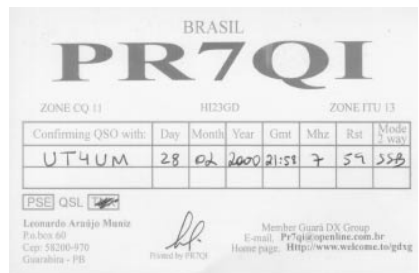 BRASIL
PR7QI
ZONE CQ 11 HI23GD ZONE ITU 13
Confirming QSO with: Day Month Year Gmt Mhz Rst Mode 2 way
UT4UM 28 02 2000 21:58 7 59 SSB
PSE QSL
Leonardo Araújo Muniz
P.o.box 60
Cep: 58200-970
Guarabira - PB
Printed by PR7QI
Member Guará DX Group
E-mail. Pr7qi@openline.com.br
Home page. Http://www.welcome.to/gdxg